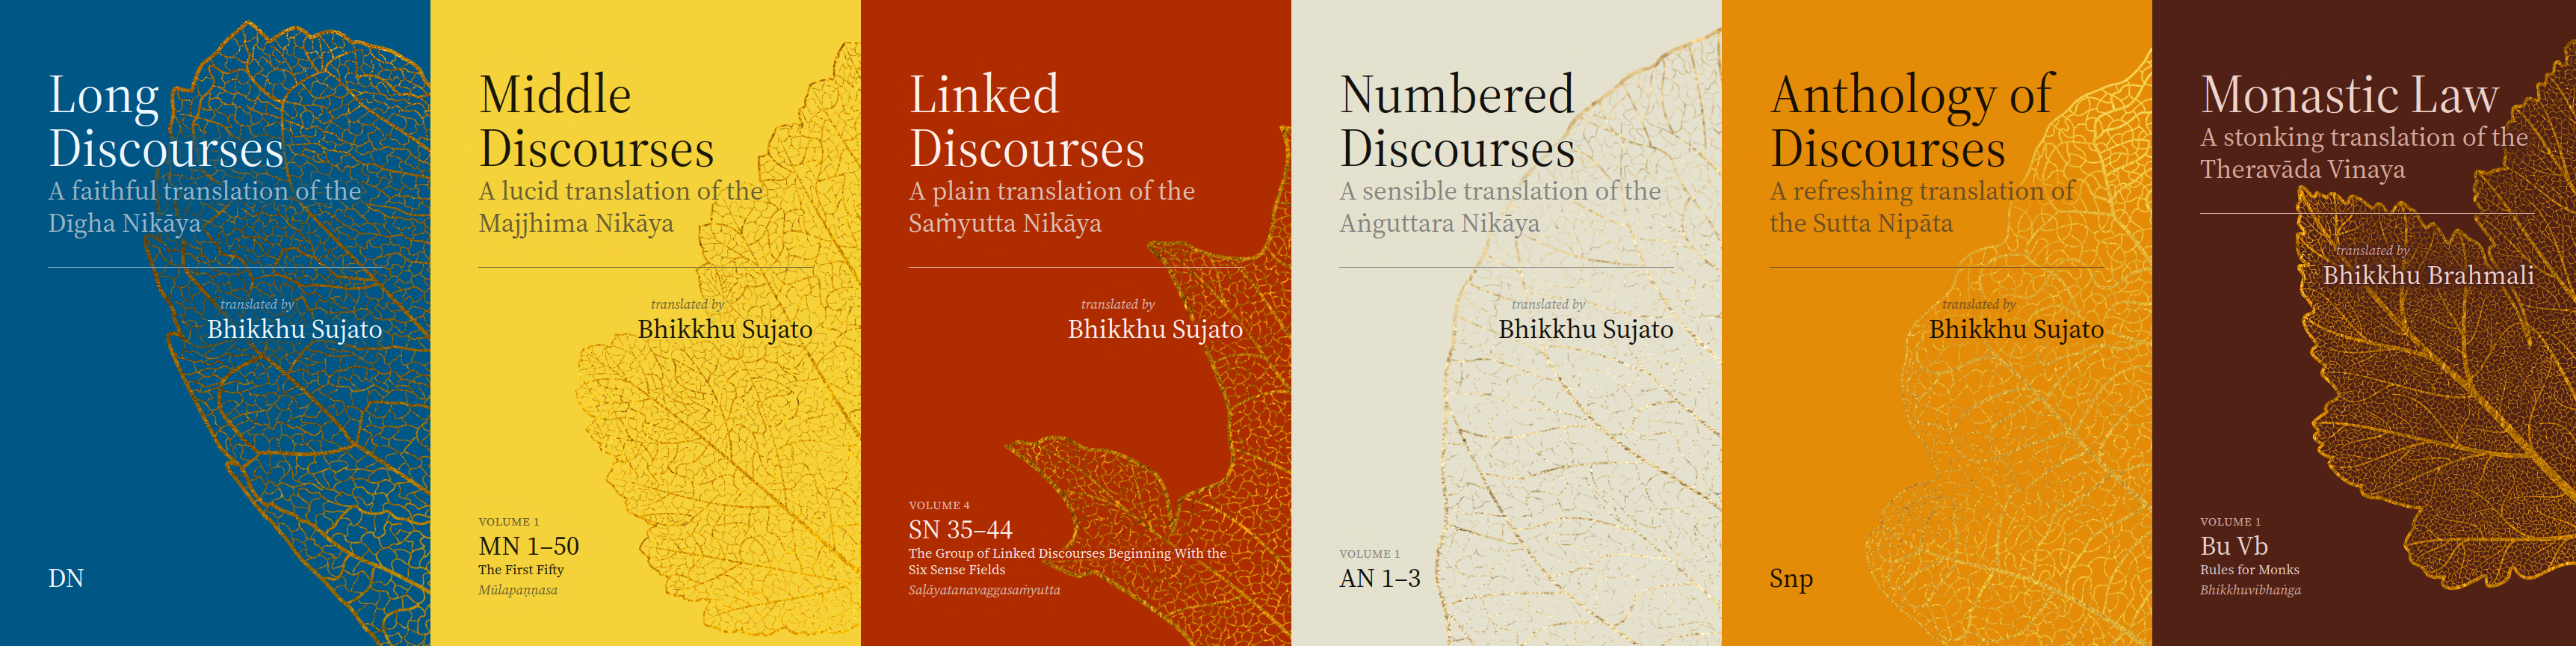 Long
Discourses
A faithful translation of the
Dīgha Nikāya
translated by
Bhikkhu Sujato
DN
Middle
Discourses
A lucid translation of the
Majjhima Nikāya
translated by
Bhikkhu Sujato
VOLUME 1
MN 1–50
The First Fifty
Mūlapaṇṇasa
Linked
Discourses
A plain translation of the
Saṁyutta Nikāya
translated by
Bhikkhu Sujato
VOLUME 4
SN 35–44
The Group of Linked Discourses Beginning With the
Six Sense Fields
Saḷāyatanavaggasaṁyutta
Numbered
Discourses
A sensible translation of the
Aṅguttara Nikāya
translated by
Bhikkhu Sujato
VOLUME 1
AN 1–3
Anthology of
Discourses
A refreshing translation of
the Sutta Nipāta
translated by
Bhikkhu Sujato
Snp
Monastic Law
A stonking translation of the
Theravāda Vinaya
translated by
Bhikkhu Brahmali
VOLUME 1
Bu Vb
Rules for Monks
Bhikkhuvibhaṅga